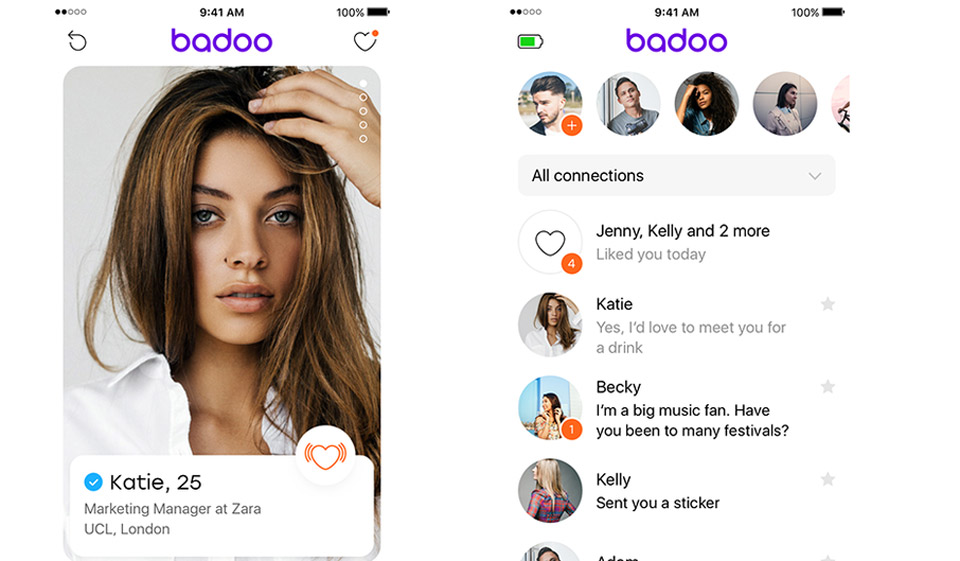 9:41 AM
100%
badoo
Katie, 25
Marketing Manager at Zara
UCL, London
9:41 AM
100%
badoo
All connections
Jenny, Kelly and 2 more
Liked you today
4
Katie
Yes, I’d love to meet you for
a drink
Becky
I’m a big music fan. Have
you been to many festivals?
1
Kelly
Sent you a sticker